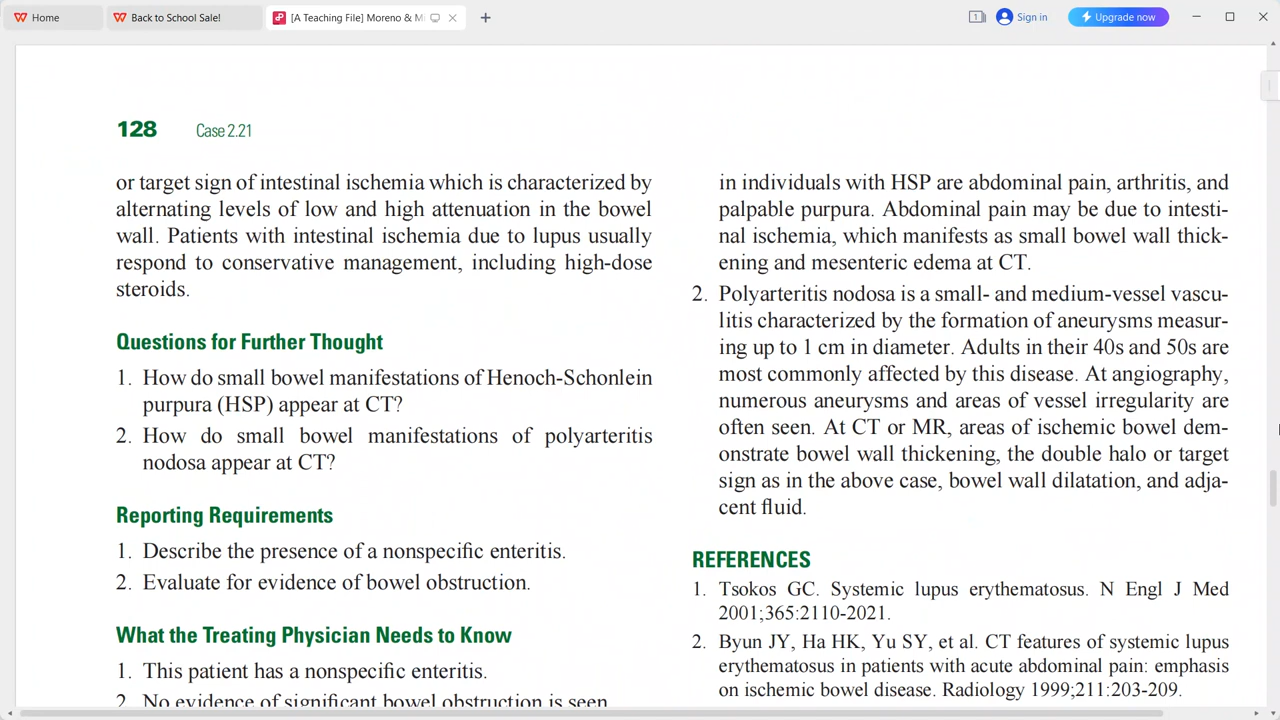 Home
Back to School Sale!
[A Teaching File] Moreno & M
1
Sign in
Upgrade now
128 Case 2.21
or target sign of intestinal ischemia which is characterized by
alternating levels of low and high attenuation in the bowel
wall. Patients with intestinal ischemia due to lupus usually
respond to conservative management, including high-dose
steroids.
Questions for Further Thought
1. How do small bowel manifestations of Henoch-Schonlein
purpura (HSP) appear at CT?
2. How do small bowel manifestations of polyarteritis
nodosa appear at CT?
Reporting Requirements
1. Describe the presence of a nonspecific enteritis.
2. Evaluate for evidence of bowel obstruction.
What the Treating Physician Needs to Know
1. This patient has a nonspecific enteritis.
2. No evidence of significant bowel obstruction is seen.
in individuals with HSP are abdominal pain, arthritis, and
palpable purpura. Abdominal pain may be due to intesti-
nal ischemia, which manifests as small bowel wall thick-
ening and mesenteric edema at CT.
2. Polyarteritis nodosa is a small- and medium-vessel vascu-
litis characterized by the formation of aneurysms measur-
ing up to 1 cm in diameter. Adults in their 40s and 50s are
most commonly affected by this disease. At angiography,
numerous aneurysms and areas of vessel irregularity are
often seen. At CT or MR, areas of ischemic bowel dem-
onstrate bowel wall thickening, the double halo or target
sign as in the above case, bowel wall dilatation, and adja-
cent fluid.
REFERENCES
1. Tsokos GC. Systemic lupus erythematosus. N Engl J Med
2001;365:2110-2021.
2. Byun JY, Ha HK, Yu SY, et al. CT features of systemic lupus
erythematosus in patients with acute abdominal pain: emphasis
on ischemic bowel disease. Radiology 1999;211:203-209.